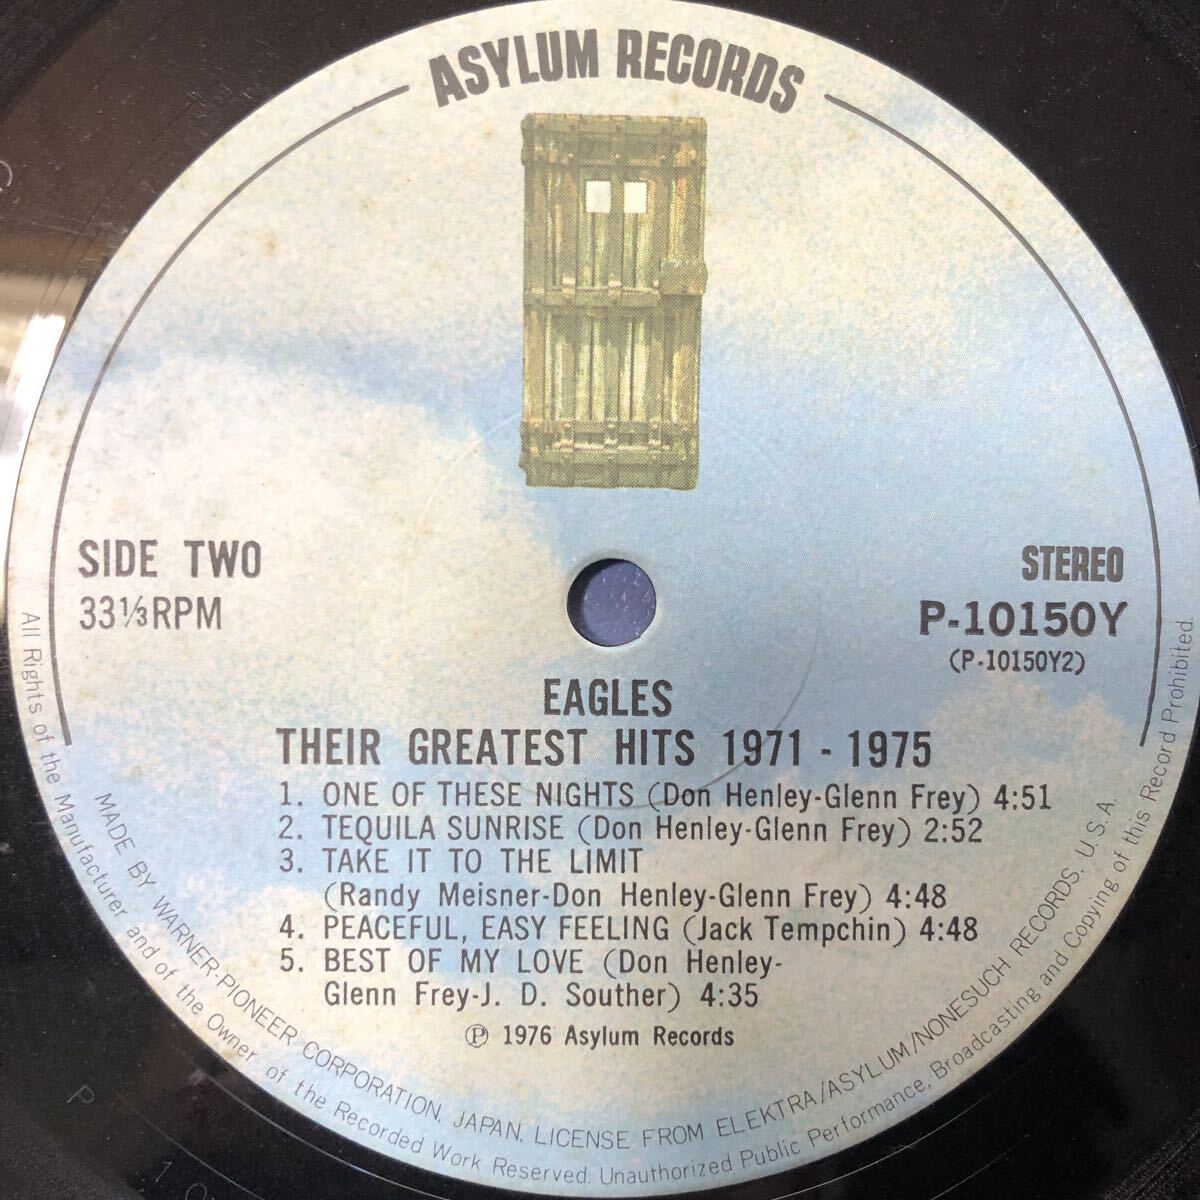 ASYLUM RECORDS
SIDE TWO
33⅓RPM
STEREO
P-10150Y
(P-10150Y2)
EAGLES
THEIR GREATEST HITS 1971 - 1975
1. ONE OF THESE NIGHTS (Don Henley-Glenn Frey) 4:51
2. TEQUILA SUNRISE (Don Henley-Glenn Frey) 2:52
3. TAKE IT TO THE LIMIT
(Randy Meisner-Don Henley-Glenn Frey) 4:48
4. PEACEFUL, EASY FEELING (Jack Tempchin) 4:48
5. BEST OF MY LOVE (Don Henley-
Glenn Frey-J. D. Souther) 4:35
Ⓟ 1976 Asylum Records
MADE BY WARNER-PIONEER CORPORATION, JAPAN, LICENSE FROM ELEKTRA/ASYLUM/NONESUCH RECORDS, U.S.A.
All Rights of the Manufacturer and of the Owner of the Recorded Work Reserved. Unauthorized Public Performance, Broadcasting and Copying of this Record Prohibited.